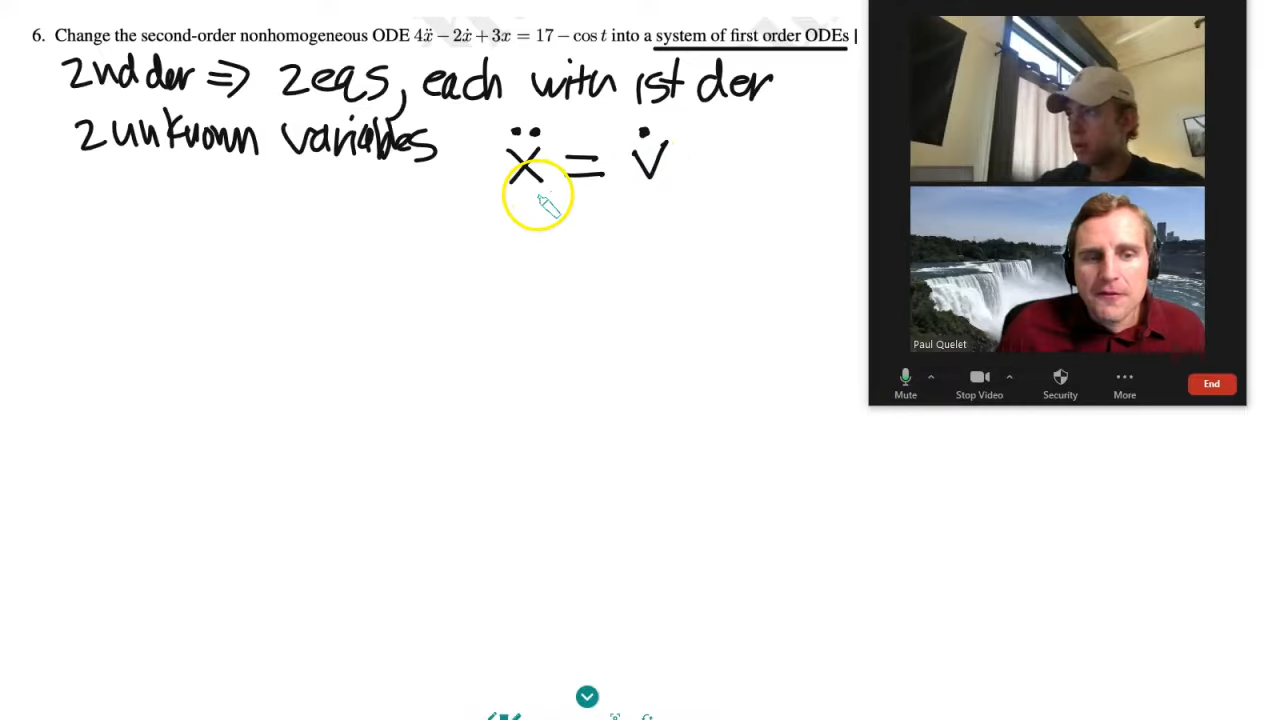 6. Change the second-order nonhomogeneous ODE 4ẍ − 2ẋ + 3x = 17 − cos t into a system of first order ODEs |
2nd der => 2 eqs, each with 1st der
2 unknown variables ẍ = v̇
Paul Quelet
Mute Stop Video Security More End